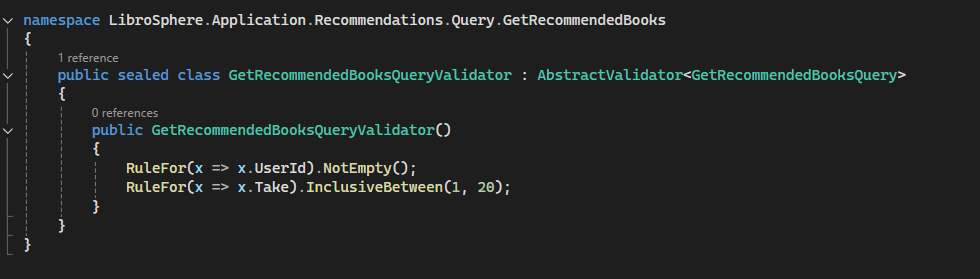 namespace LibroSphere.Application.Recommendations.Query.GetRecommendedBooks
{
1 reference
public sealed class GetRecommendedBooksQueryValidator : AbstractValidator<GetRecommendedBooksQuery>
{
0 references
public GetRecommendedBooksQueryValidator()
{
RuleFor(x => x.UserId).NotEmpty();
RuleFor(x => x.Take).InclusiveBetween(1, 20);
}
}
}